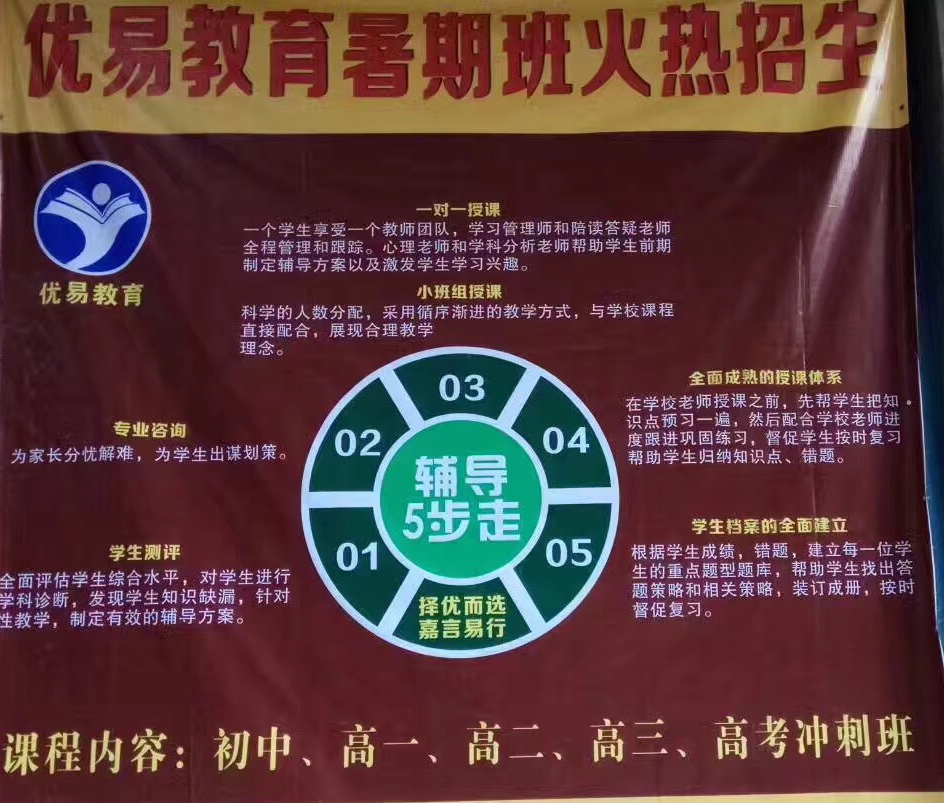 优易教育暑期班火热招生
优易教育
一对一授课
一个学生享受一个教师团队，学习管理师和陪读答疑老师
全程管理和跟踪。心理老师和学科分析老师帮助学生前期
制定辅导方案以及激发学生学习兴趣。
小班组授课
科学的人数分配，采用循序渐进的教学方式，与学校课程
直接配合，展现合理教学
理念。
专业咨询
为家长分忧解难，为学生出谋划策。
学生测评
全面评估学生综合水平，对学生进行
学科诊断，发现学生知识缺漏，针对
性教学，制定有效的辅导方案。
03
02
04
辅导
5步走
01
05
择优而选
嘉言易行
全面成熟的授课体系
在学校老师授课之前，先帮学生把知
识点预习一遍，然后配合学校老师进
度跟进巩固练习，督促学生按时复习
帮助学生归纳知识点、错题。
学生档案的全面建立
根据学生成绩，错题，建立每一位学
生的重点题型题库，帮助学生找出答
题策略和相关策略，装订成册，按时
督促复习。
课程内容：初中、高一、高二、高三、高考冲刺班